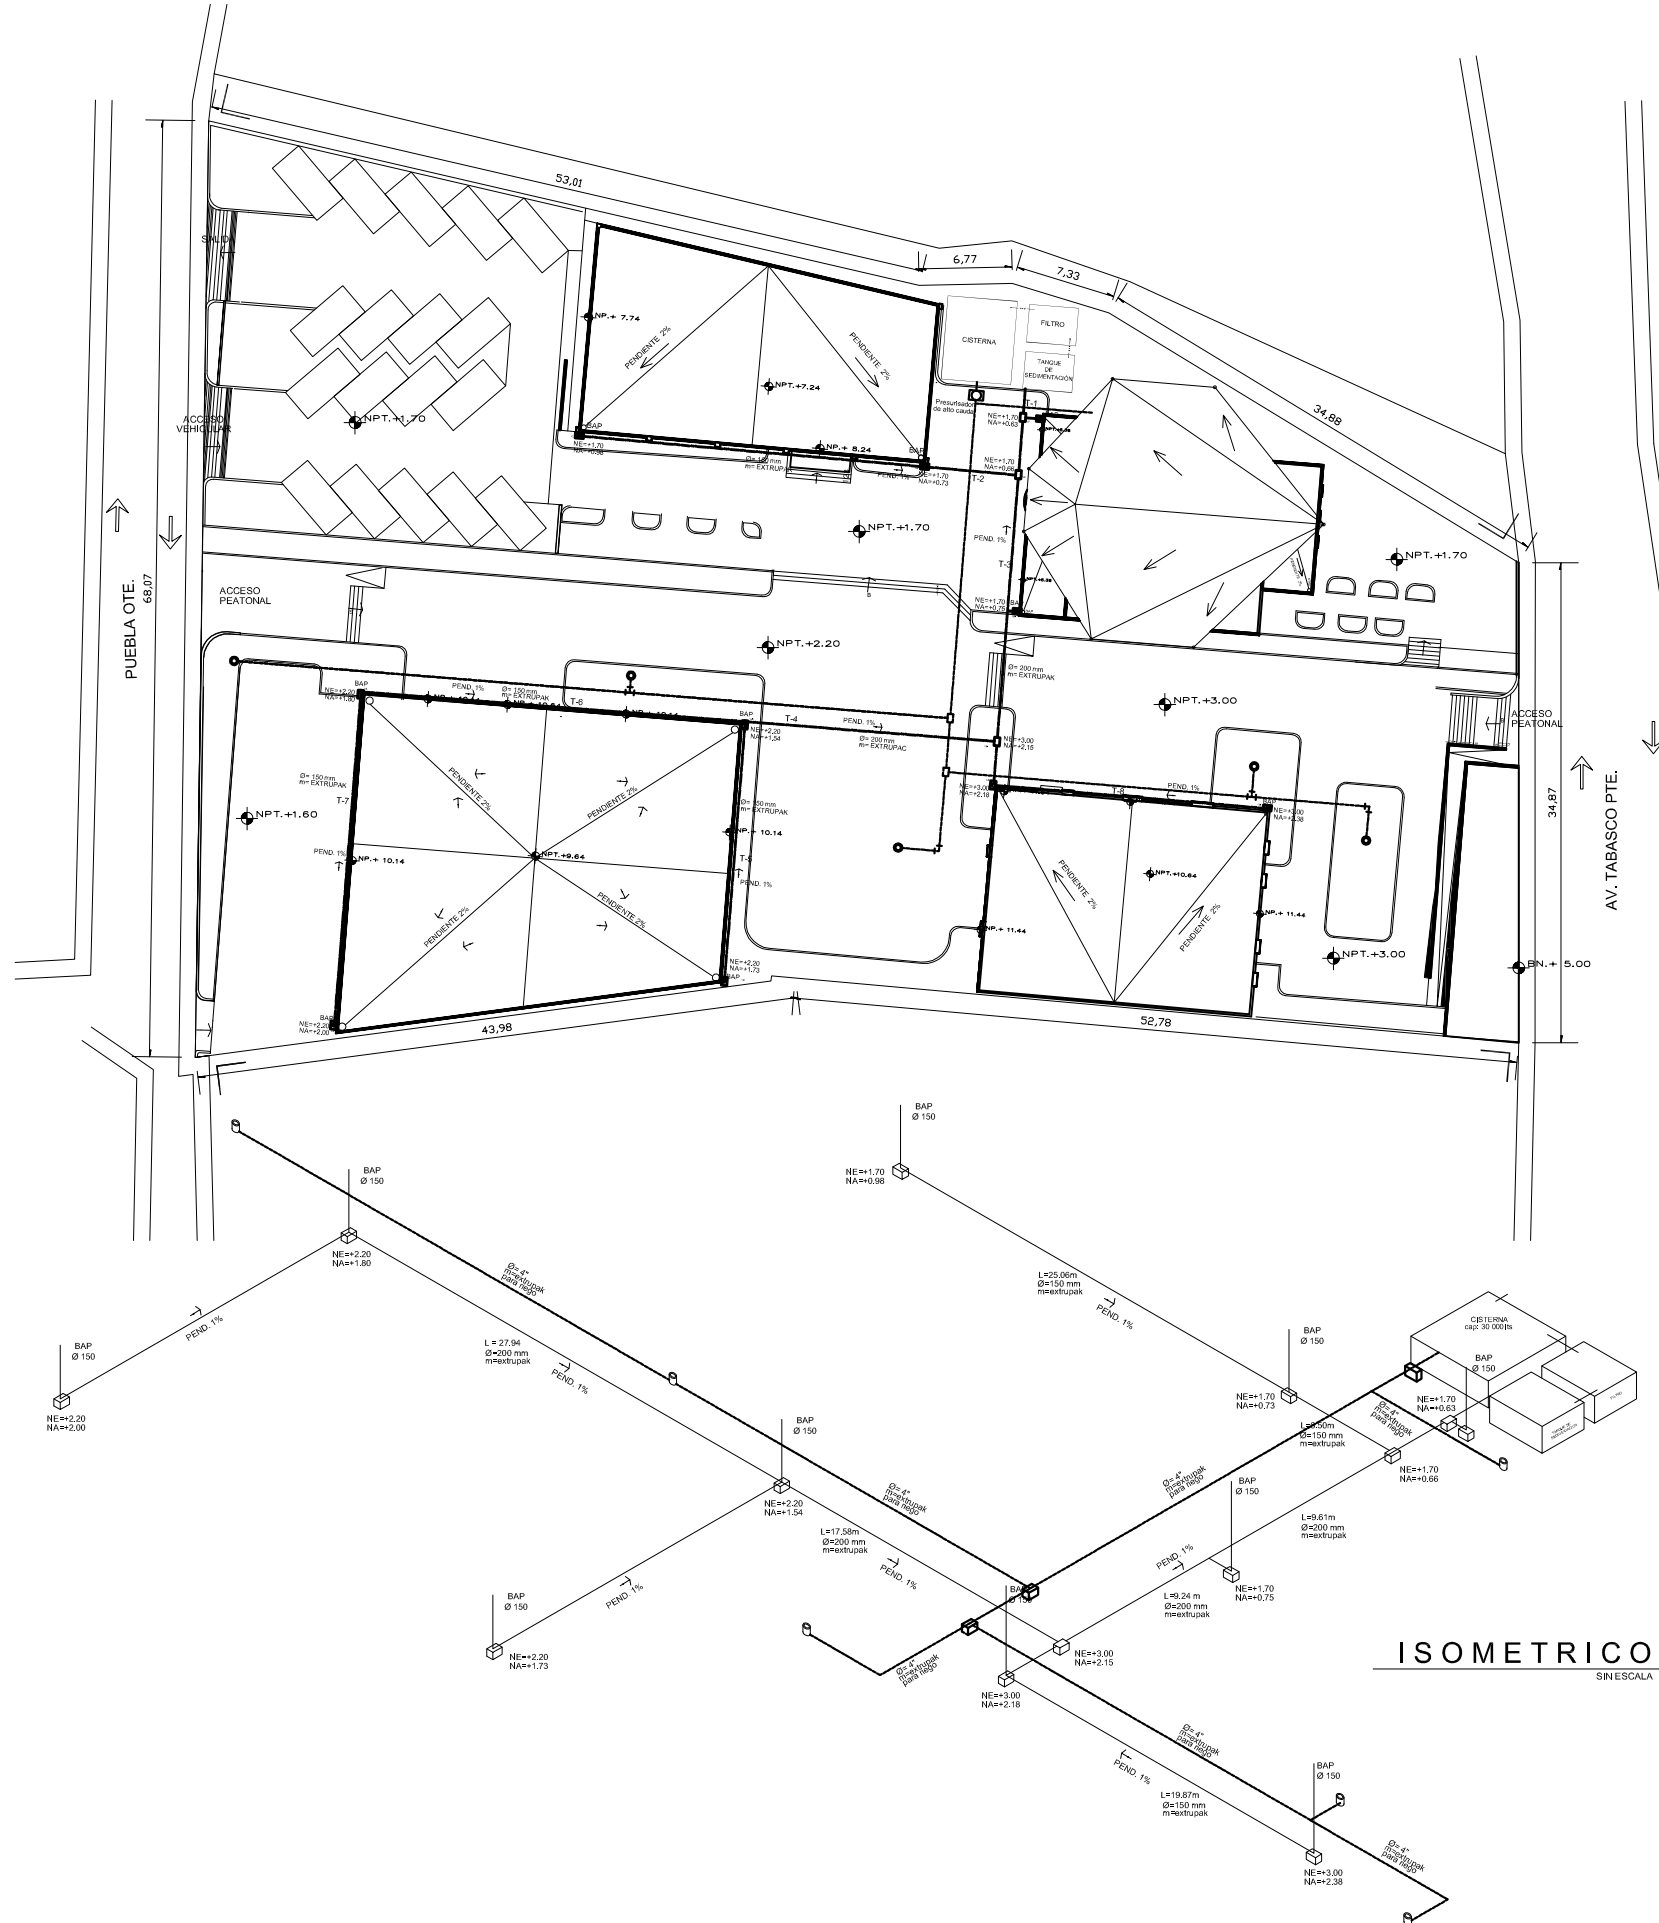 53,01
6,77
7,33
34,88
68,07
PUEBLA OTE.
SALIDA
ACCESO
VEHICULAR
NPT.+1.70
NP.+ 7.74
PENDIENTE 2%
PENDIENTE 2%
NPT.+7.24
NP.+ 8.24
BAP
NE=+1.70
NA=+0.98
BAP
NE=+1.70
NA=+0.73
Ø= 150 mm
m= EXTRUPAK
PEND. 1%
CISTERNA
FILTRO
TANQUE
DE
SEDIMENTACIÓN
Presurisador
de alto caudal
T-1
NE=+1.70
NA=+0.63
NE=+1.70
NA=+0.66
T-2
PEND. 1%
T-3
NE=+1.70
NA=+0.75
NPT.+1.70
NPT.+1.70
ACCESO
PEATONAL
NPT.+2.20
Ø= 200 mm
m= EXTRUPAK
NPT.+3.00
ACCESO
PEATONAL
BAP
NE=+2.20
NA=+1.80
PEND. 1%
Ø= 150 mm
m= EXTRUPAK
T-6
BAP
NE=+2.20
NA=+1.54
T-4
PEND. 1%
Ø= 200 mm
m= EXTRUPAC
NE=+3.00
NA=+2.15
NE=+3.00
NA=+2.18
T-8
PEND. 1%
BAP
NE=+3.00
NA=+2.38
Ø= 150 mm
m= EXTRUPAK
T-7
NPT.+1.60
PEND. 1%
NP.+ 10.14
PENDIENTE 2%
PENDIENTE 2%
NPT.+9.64
PENDIENTE 2%
PENDIENTE 2%
Ø= 150 mm
m= EXTRUPAK
NP.+ 10.14
T-5
PEND. 1%
NE=+2.20
NA=+1.73
BAP
BAP
NE=+2.20
NA=+2.00
PENDIENTE 2%
NPT.+10.64
PENDIENTE 2%
NP.+ 11.44
NP.+ 11.44
NPT.+3.00
BN.+ 5.00
34,87
AV. TABASCO PTE.
43,98
52,78
BAP
Ø 150
NE=+1.70
NA=+0.98
BAP
Ø 150
NE=+2.20
NA=+1.80
Ø= 4"
m=extrupak
para riego
L=25.06m
Ø=150 mm
m=extrupak
PEND. 1%
CISTERNA
cap: 30 000 lts
BAP
Ø 150
BAP
Ø 150
NE=+1.70
NA=+0.63
NE=+1.70
NA=+0.73
Ø= 4"
m=extrupak
para riego
Ø=150 mm
m=extrupak
NE=+1.70
NA=+0.66
PEND. 1%
BAP
Ø 150
NE=+2.20
NA=+2.00
L = 27.94
Ø=200 mm
m=extrupak
PEND. 1%
BAP
Ø 150
NE=+2.20
NA=+1.54
Ø= 4"
m=extrupak
para riego
Ø= 4"
m=extrupak
para riego
BAP
Ø 150
L=9.61m
Ø=200 mm
m=extrupak
L=17.58m
Ø=200 mm
m=extrupak
PEND. 1%
PEND. 1%
NE=+1.70
NA=+0.75
L=9.24 m
Ø=200 mm
m=extrupak
BAP
Ø 150
PEND. 1%
NE=+2.20
NA=+1.73
NE=+3.00
NA=+2.15
Ø= 4"
m=extrupak
para riego
NE=+3.00
NA=+2.18
ISOMETRICO
SIN ESCALA
Ø= 4"
m=extrupak
para riego
PEND. 1%
L=19.87m
Ø=150 mm
m=extrupak
BAP
Ø 150
Ø= 4"
m=extrupak
para riego
NE=+3.00
NA=+2.38